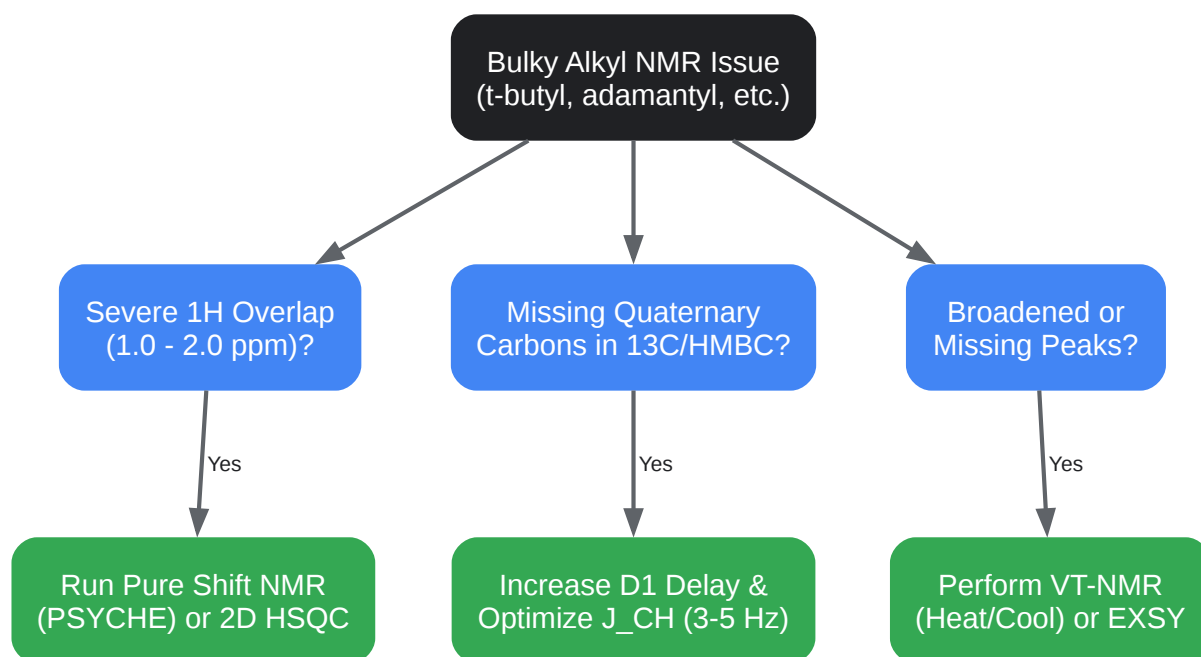 Bulky Alkyl NMR Issue
(t-butyl, adamantyl, etc.)
Severe 1H Overlap
(1.0 - 2.0 ppm)?
Missing Quaternary
Carbons in 13C/HMBC?
Broadened or
Missing Peaks?
Yes
Yes
Yes
Run Pure Shift NMR
(PSYCHE) or 2D HSQC
Increase D1 Delay &
Optimize J_CH (3-5 Hz)
Perform VT-NMR
(Heat/Cool) or EXSY